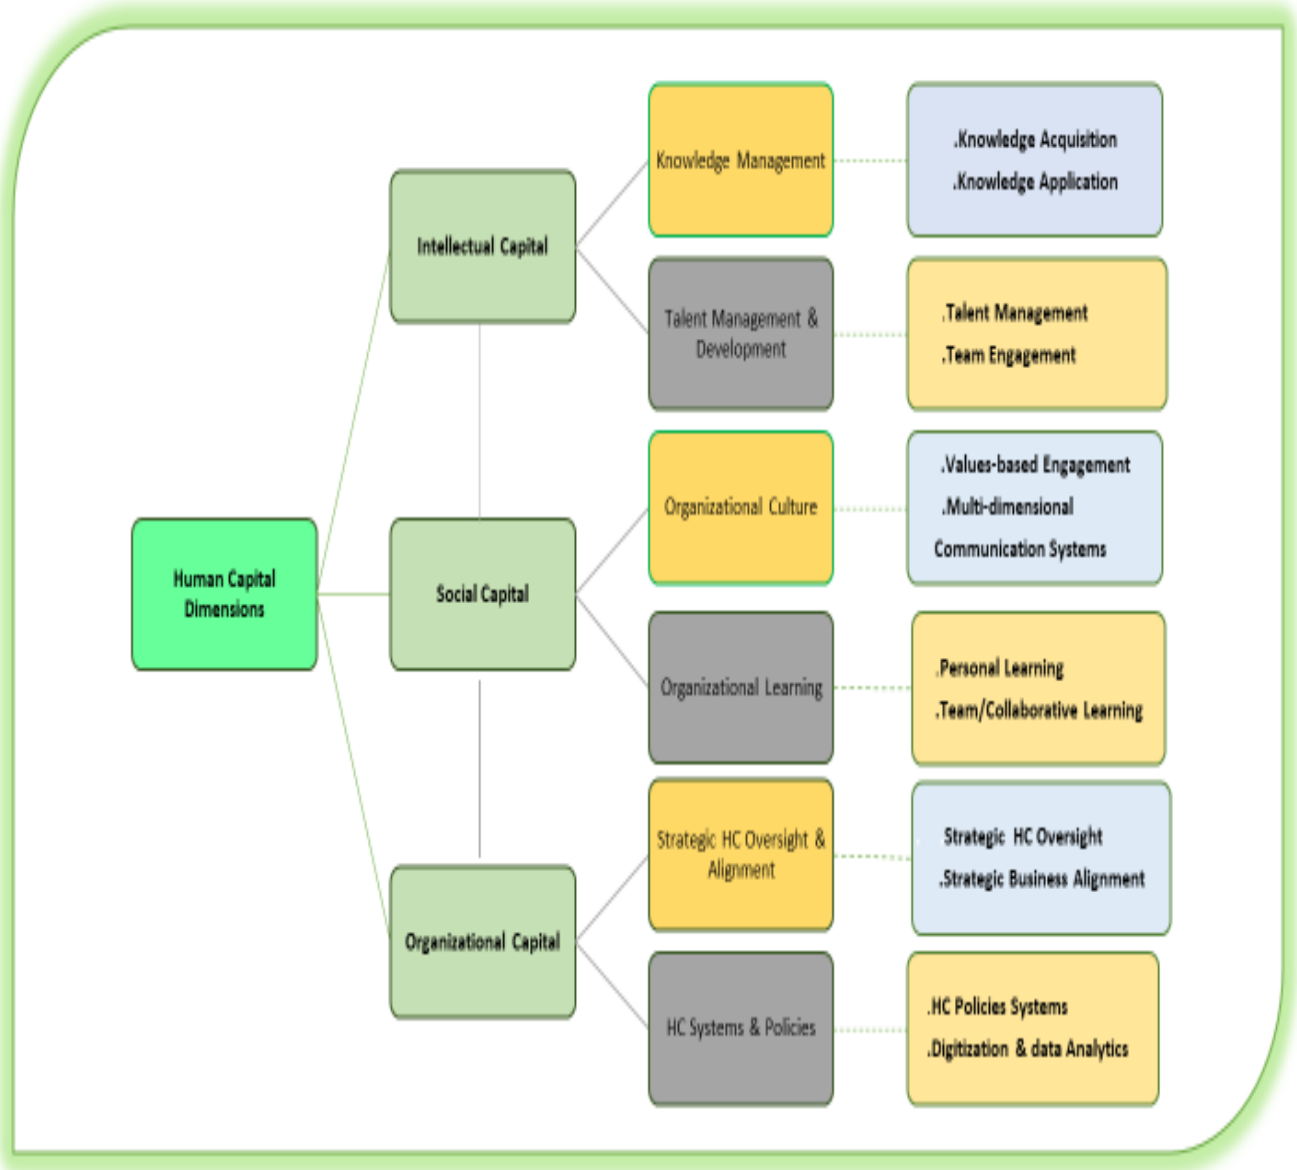 Human Capital
Dimensions
Intellectual Capital
Knowledge Management
.Knowledge Acquisition
.Knowledge Application
Talent Management &
Development
.Talent Management
.Team Engagement
Social Capital
Organizational Culture
.Values-based Engagement
.Multi-dimensional
Communication Systems
Organizational Learning
.Personal Learning
.Team/Collaborative Learning
Organizational Capital
Strategic HC Oversight &
Alignment
Strategic HC Oversight
.Strategic Business Alignment
HC Systems & Policies
.HC Policies Systems
.Digitization & data Analytics